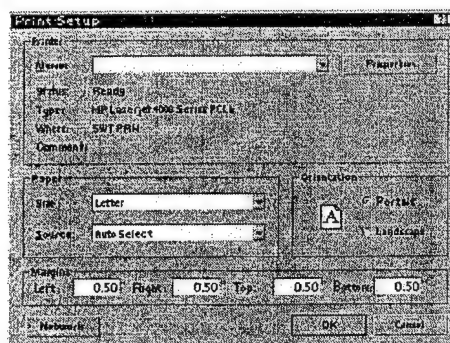 Print Setup
Printer
Name:
Properties
Status: Ready
Type: HP LaserJet 4000 Series PCL
Where:
Comment:
Paper
Size: Letter
Source: Auto Select
Orientation
Portrait
Landscape
Margins
Left: 0.50 Right: 0.50 Top: 0.50 Bottom: 0.50
Network
OK
Cancel